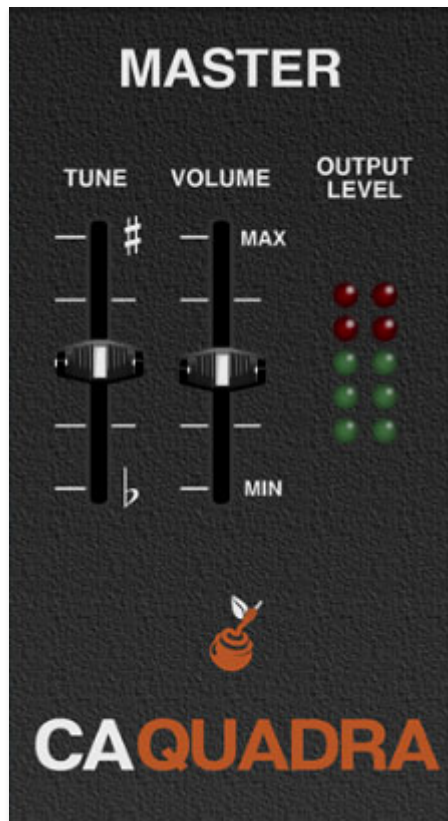 MASTER
TUNE VOLUME OUTPUT
LEVEL
♯ MAX
♭ MIN
CAQUADRA